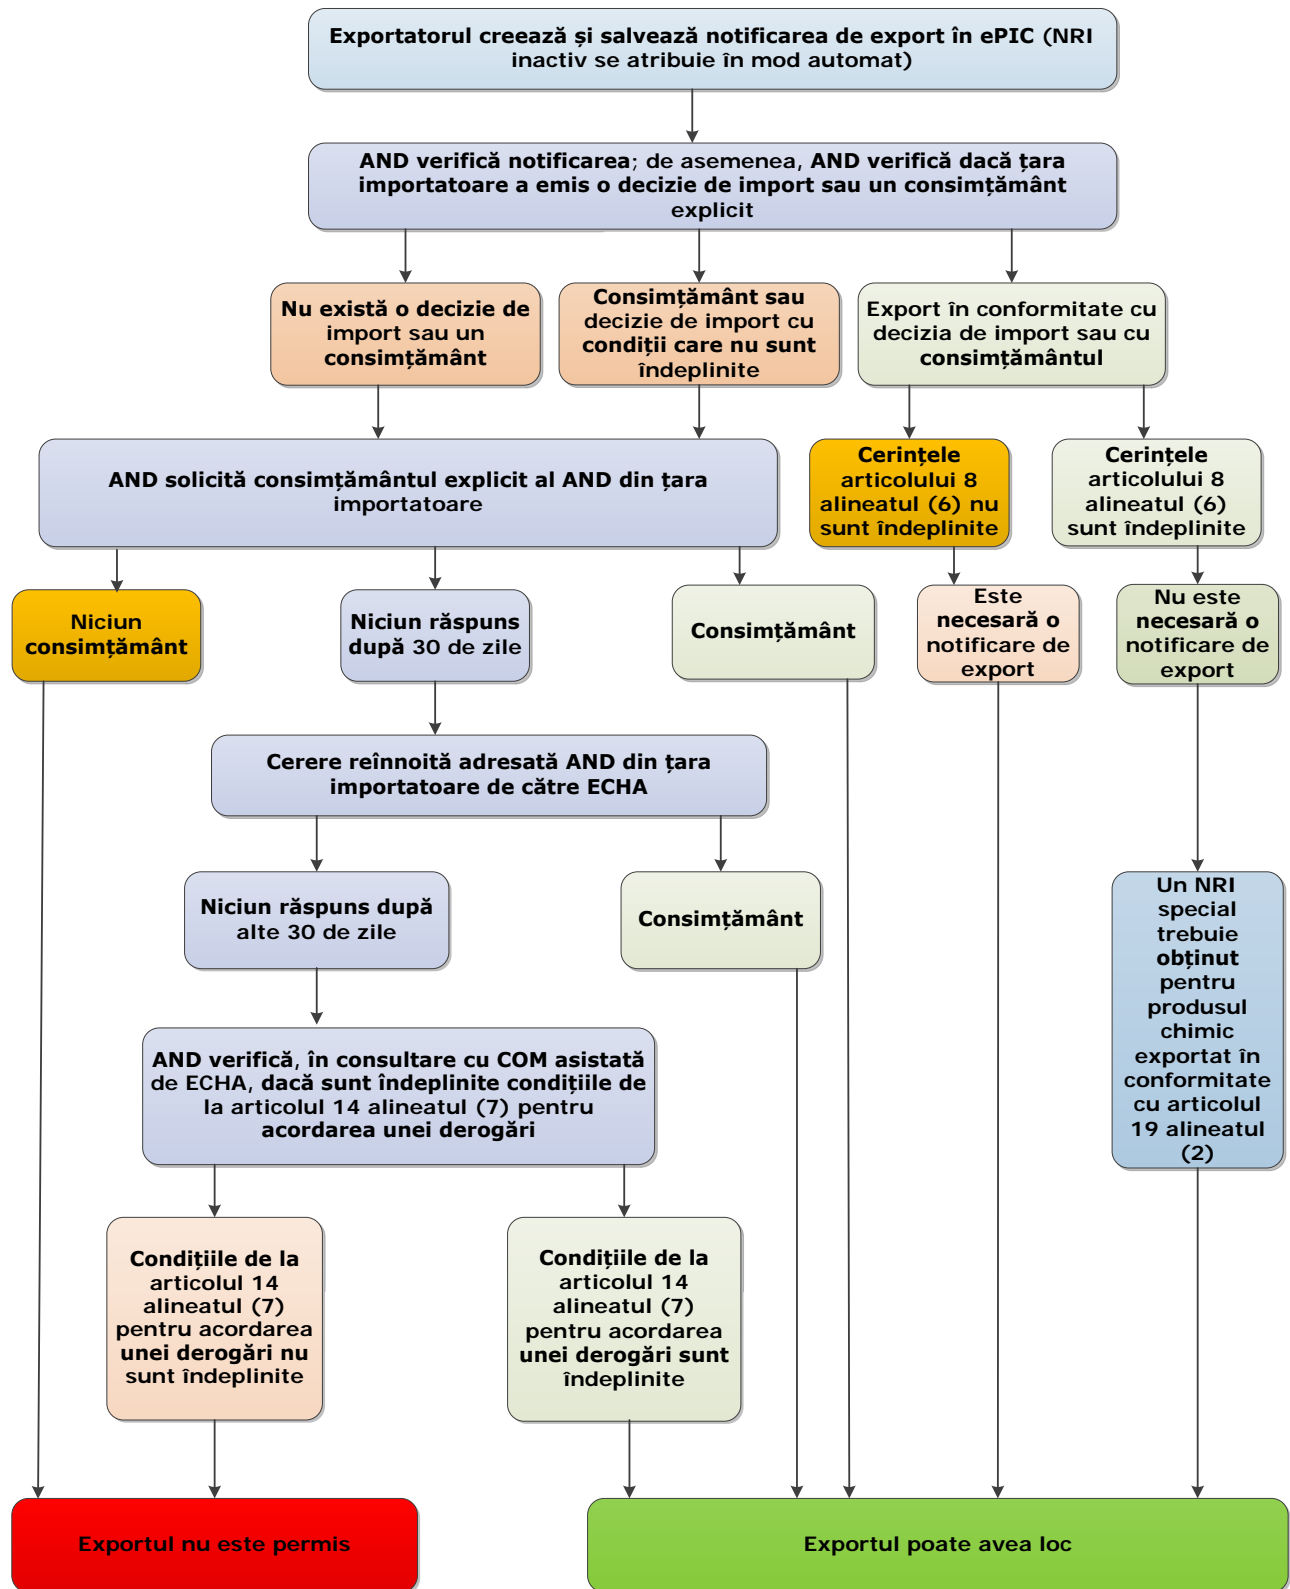 Exportatorul creează și salvează notificarea de export în ePIC (NRI
inactiv se atribuie în mod automat)
AND verifică notificarea; de asemenea, AND verifică dacă țara
importatoare a emis o decizie de import sau un consimțământ
explicit
Nu există o decizie de
import sau un
consimțământ
Consimțământ sau
decizie de import cu
condiții care nu sunt
îndeplinite
Export în conformitate cu
decizia de import sau cu
consimțământul
AND solicită consimțământul explicit al AND din țara
importatoare
Cerințele
articolului 8
alineatul (6) nu
sunt îndeplinite
Cerințele
articolului 8
alineatul (6)
sunt îndeplinite
Niciun
consimțământ
Niciun răspuns
după 30 de zile
Consimțământ
Este
necesară o
notificare de
export
Nu este
necesară o
notificare de
export
Cerere reînnoită adresată AND din țara
importatoare de către ECHA
Niciun răspuns după
alte 30 de zile
Consimțământ
Un NRI
special
trebuie
obținut
pentru
produsul
chimic
exportat în
conformitate
cu articolul
19 alineatul
(2)
AND verifică, în consultare cu COM asistată
de ECHA, dacă sunt îndeplinite condițiile de
la articolul 14 alineatul (7) pentru
acordarea unei derogări
Condițiile de la
articolul 14
alineatul (7)
pentru acordarea
unei derogări nu
sunt îndeplinite
Condițiile de la
articolul 14
alineatul (7)
pentru acordarea
unei derogări sunt
îndeplinite
Exportul nu este permis
Exportul poate avea loc